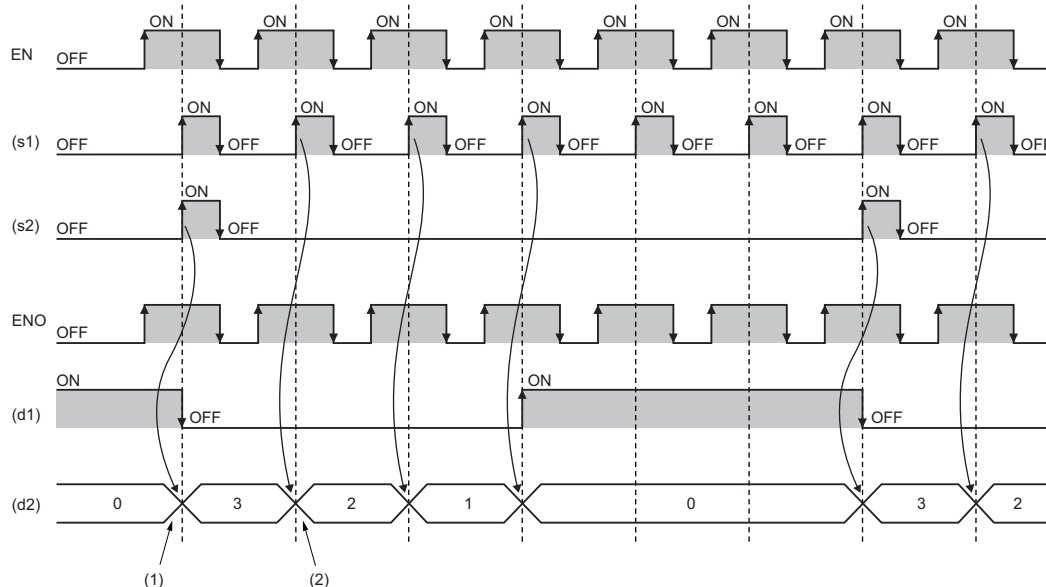 ON ON ON ON ON ON ON ON
EN OFF
ON ON ON ON ON ON ON ON
(s1) OFF OFF OFF OFF OFF OFF OFF OFF OFF
ON ON
(s2) OFF OFF OFF
ENO OFF
ON ON
(d1) OFF OFF
(d2) 0 3 2 1 0 3 2
(1) (2)